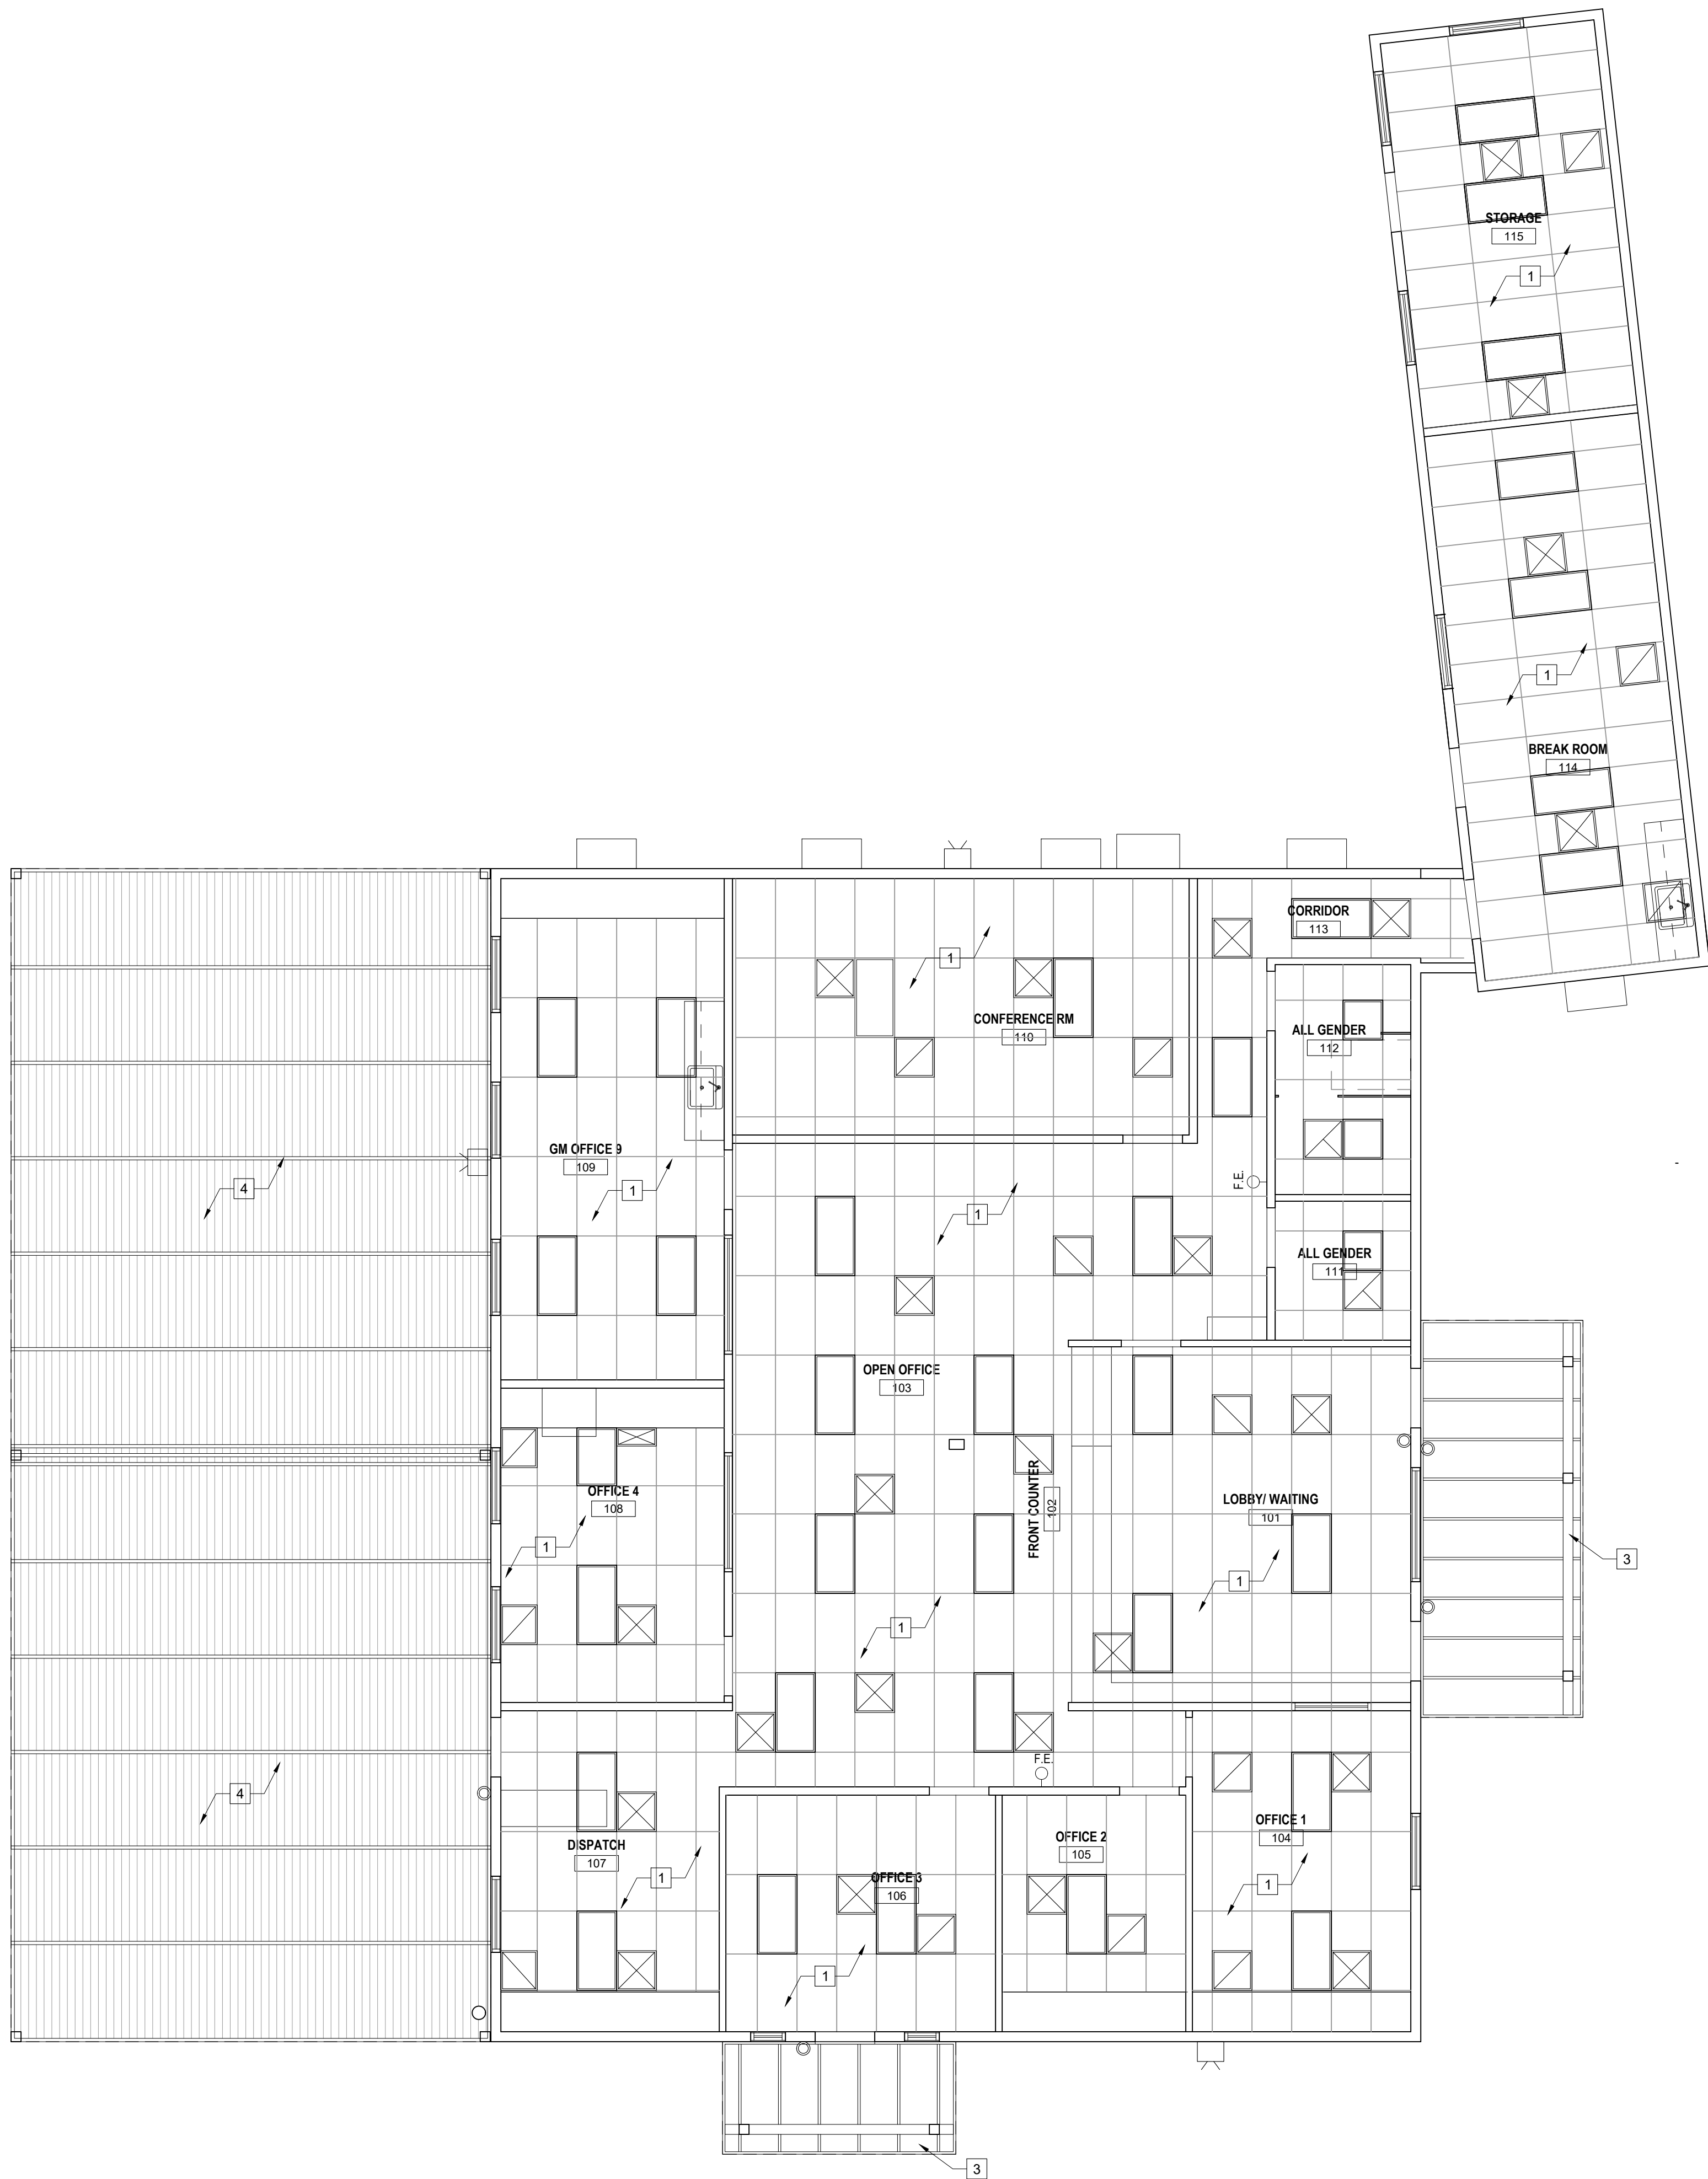 STORAGE
115
1
1
BREAK ROOM
114
CORRIDOR
113
1
CONFERENCE RM
110
ALL GENDER
112
GM OFFICE 9
109
1
4
1
F.E.
ALL GENDER
111
OPEN OFFICE
103
FRONT COUNTER
102
LOBBY/ WAITING
101
OFFICE 4
108
1
1
3
1
F.E.
4
OFFICE 1
104
OFFICE 2
105
DISPATCH
107
1
OFFICE 3
106
1
1
3